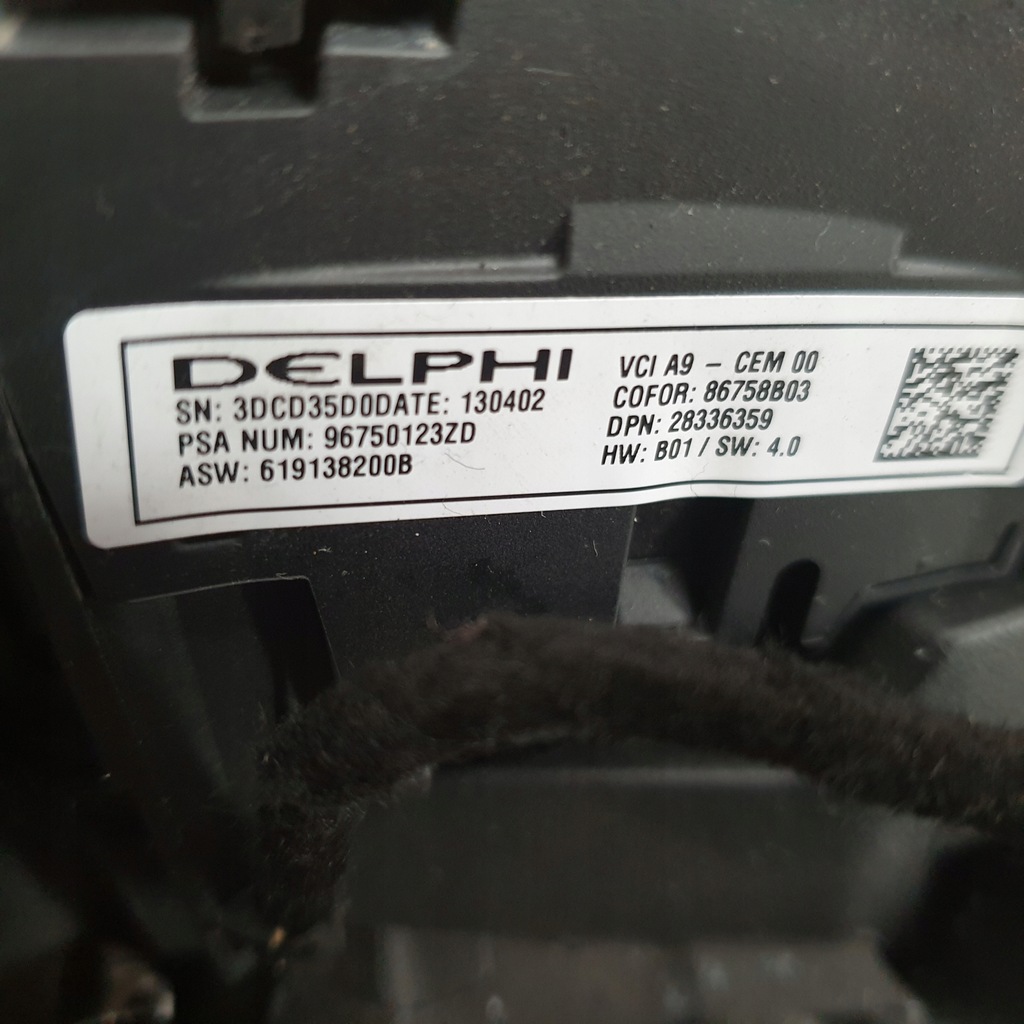 DELPHI
SN: 3DCD35D0DATE: 130402
PSA NUM: 96750123ZD
ASW: 619138200B
VCI A9 - CEM 00
COFOR: 86758B03
DPN: 28336359
HW: B01 / SW: 4.0